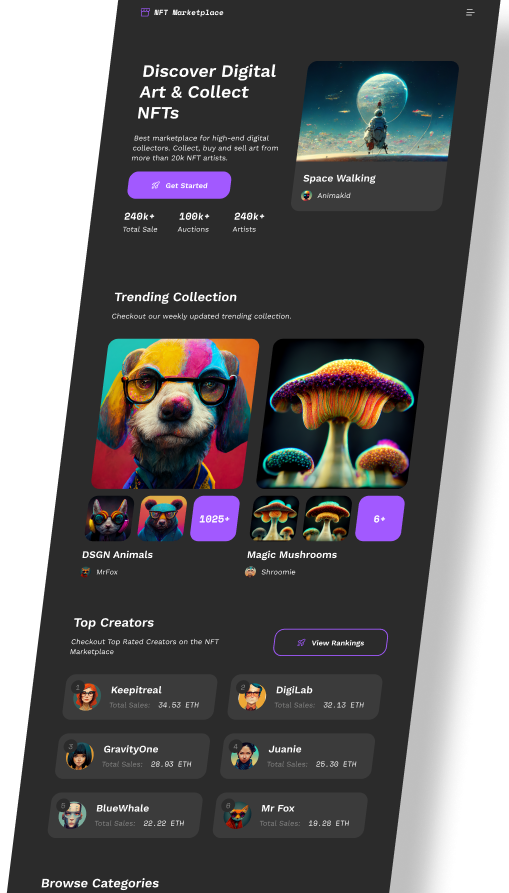 NFT Marketplace
Discover Digital
Art & Collect
NFTs
Best marketplace for high-end digital
collectors. Collect, buy and sell art from
more than 20k NFT artists.
Get Started
240k+
100k+
240k+
Total Sale
Auctions
Artists
Space Walking
Animakid
Trending Collection
Checkout our weekly updated trending collection.
1025+
6+
DSGN Animals
Magic Mushrooms
MrFox
Shroomie
Top Creators
Checkout Top Rated Creators on the NFT
Marketplace
View Rankings
1
Keepitreal
Total Sales: 34.53 ETH
2
DigiLab
Total Sales: 32.13 ETH
3
GravityOne
Total Sales: 28.03 ETH
4
Juanie
Total Sales: 25.30 ETH
5
BlueWhale
Total Sales: 22.22 ETH
6
Mr Fox
Total Sales: 19.28 ETH
Browse Categories